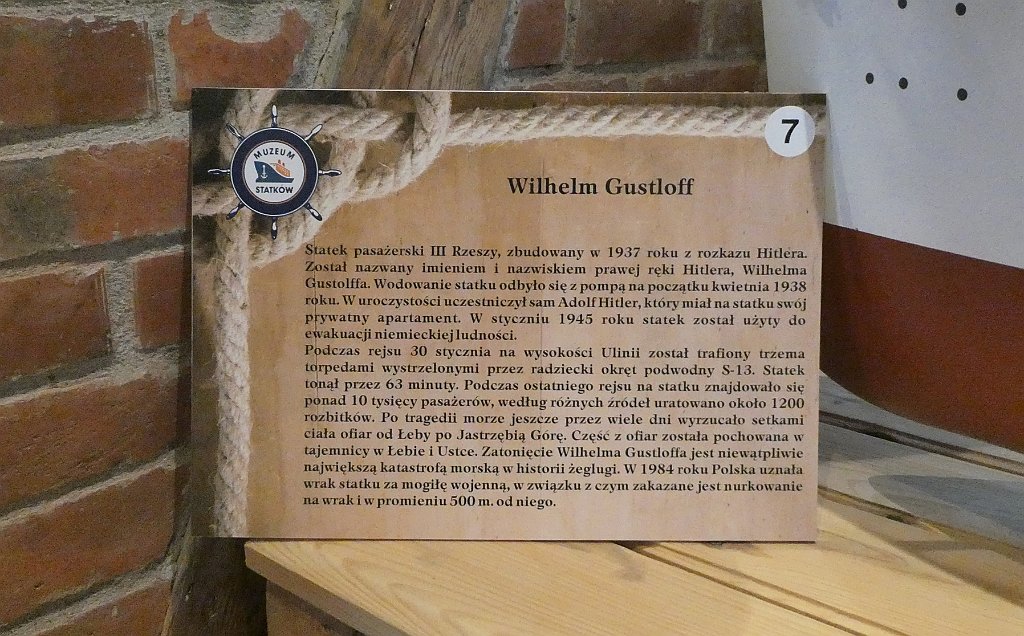 MUZEUM
STATKÓW
7
Wilhelm Gustloff
Statek pasażerski III Rzeszy, zbudowany w 1937 roku z rozkazu Hitlera.
Został nazwany imieniem i nazwiskiem prawej ręki Hitlera, Wilhelma
Gustolffa. Wodowanie statku odbyło się z pompą na początku kwietnia 1938
roku. W uroczystości uczestniczył sam Adolf Hitler, który miał na statku swój
prywatny apartament. W styczniu 1945 roku statek został użyty do
ewakuacji niemieckiej ludności.
Podczas rejsu 30 stycznia na wysokości Ulinii został trafiony trzema
torpedami wystrzelonymi przez radziecki okręt podwodny S-13. Statek
tonął przez 63 minuty. Podczas ostatniego rejsu na statku znajdowało się
ponad 10 tysięcy pasażerów, według różnych źródeł uratowano około 1200
rozbitków. Po tragedii morze jeszcze przez wiele dni wyrzucało setkami
ciała ofiar od Łeby po Jastrzębią Górę. Część z ofiar została pochowana w
tajemnicy w Łebie i Ustce. Zatonięcie Wilhelma Gustloffa jest niewątpliwie
największą katastrofą morską w historii żeglugi. W 1984 roku Polska uznała
wrak statku za mogiłę wojenną, w związku z czym zakazane jest nurkowanie
na wrak i w promieniu 500 m. od niego.